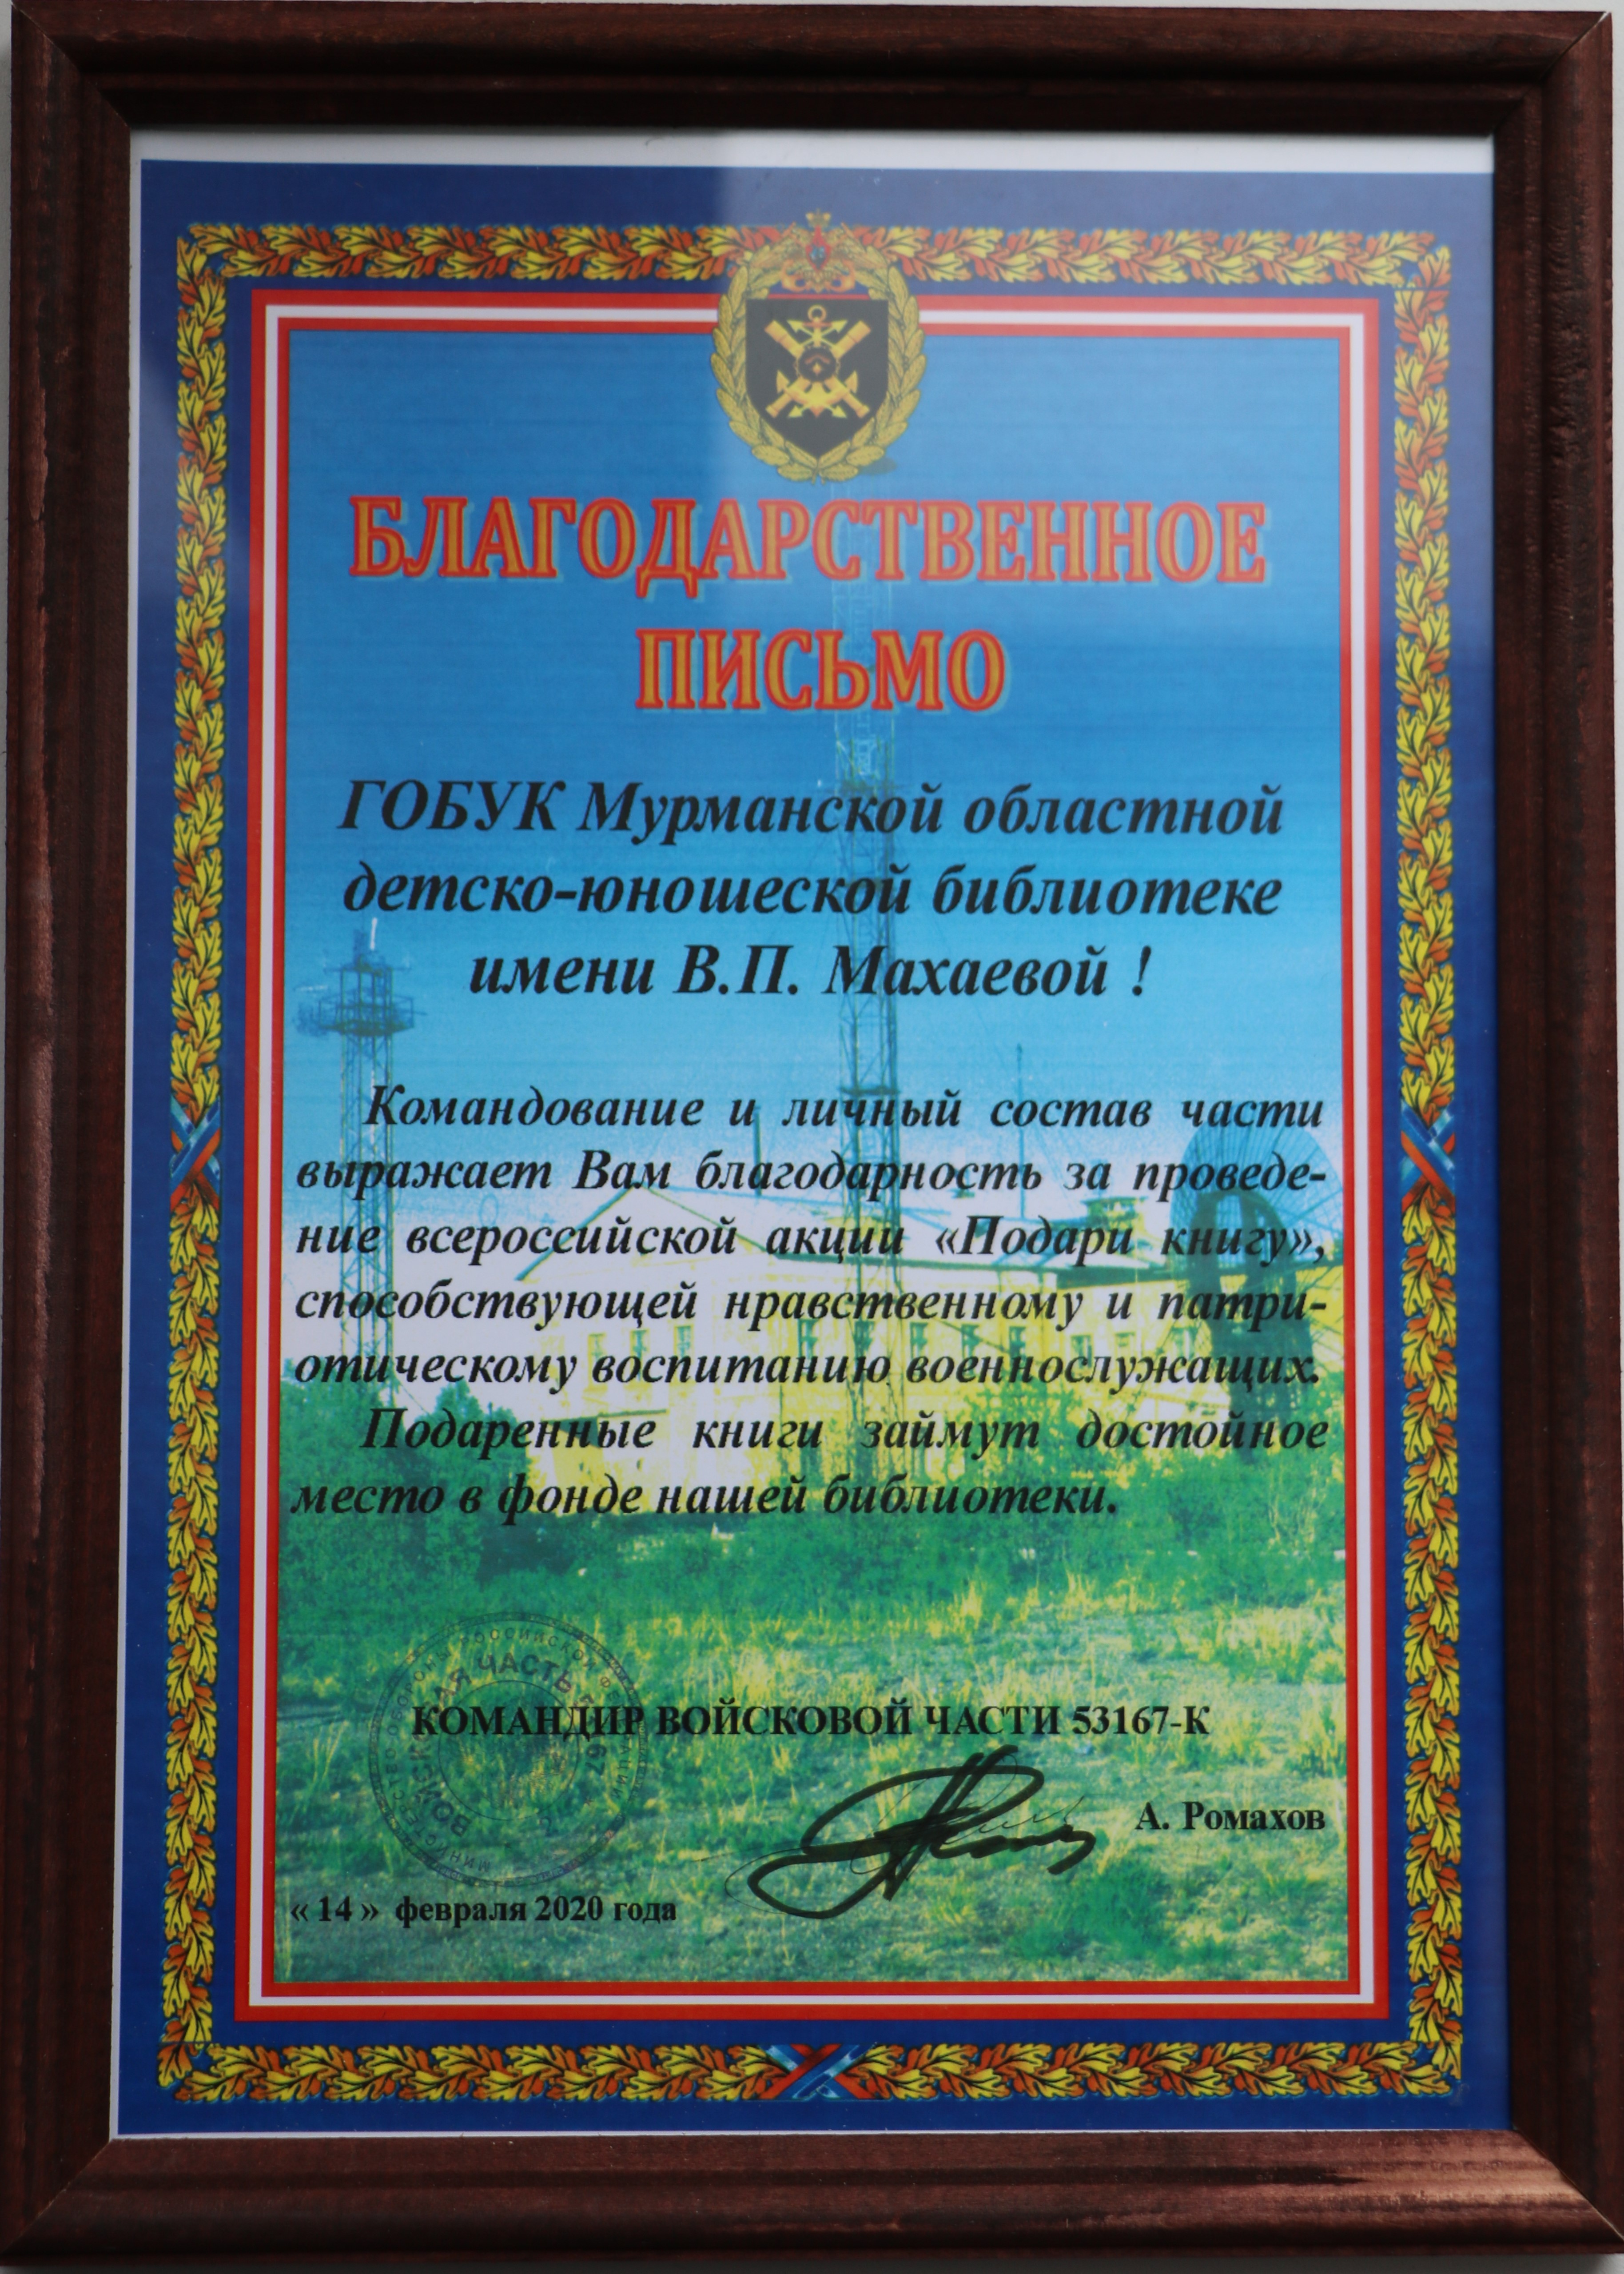 БЛАГОДАРСТВЕННОЕ
ПИСЬМО
ГОБУК Мурманской областной
детско-юношеской библиотеке
имени В.П. Махаевой !
Командование и личный состав части
выражает Вам благодарность за проведе-
ние всероссийской акции «Подари книгу»,
способствующей нравственному и патри-
отическому воспитанию военнослужащих.
Подаренные книги займут достойное
место в фонде нашей библиотеки.
КОМАНДИР ВОЙСКОВОЙ ЧАСТИ 53167-К
А. Ромахов
« 14 » февраля 2020 года
ЧАСТЬ